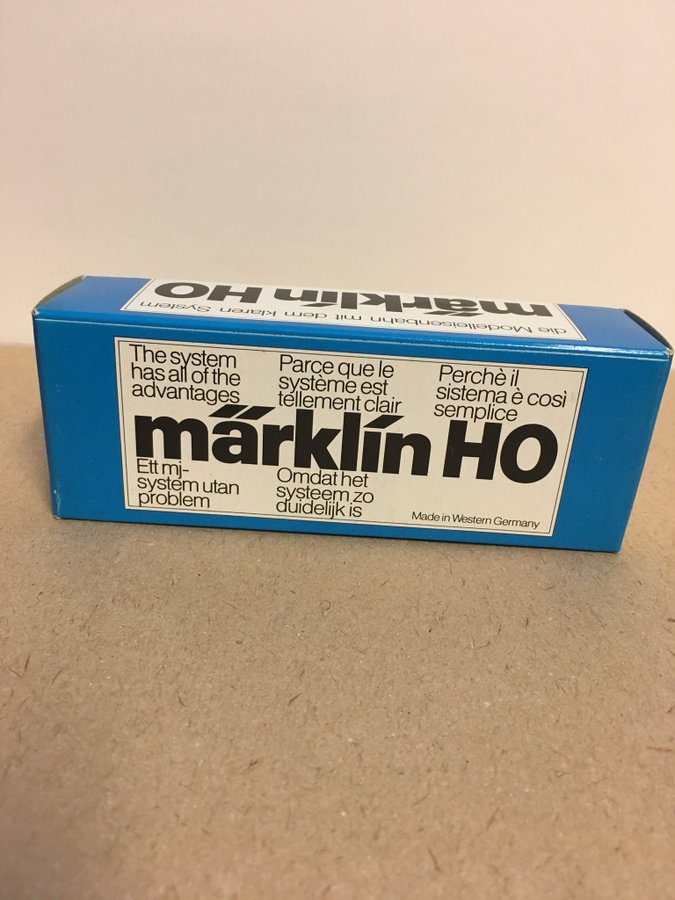 märklin HO
die Modelleisenbahn mit dem klaren System
The system
has all of the
advantages
Parce que le
système est
tellement clair
Perchè il
sistema è così
semplice
märklin HO
Ett mj-
system utan
problem
Omdat het
systeem zo
duidelijk is
Made in Western Germany